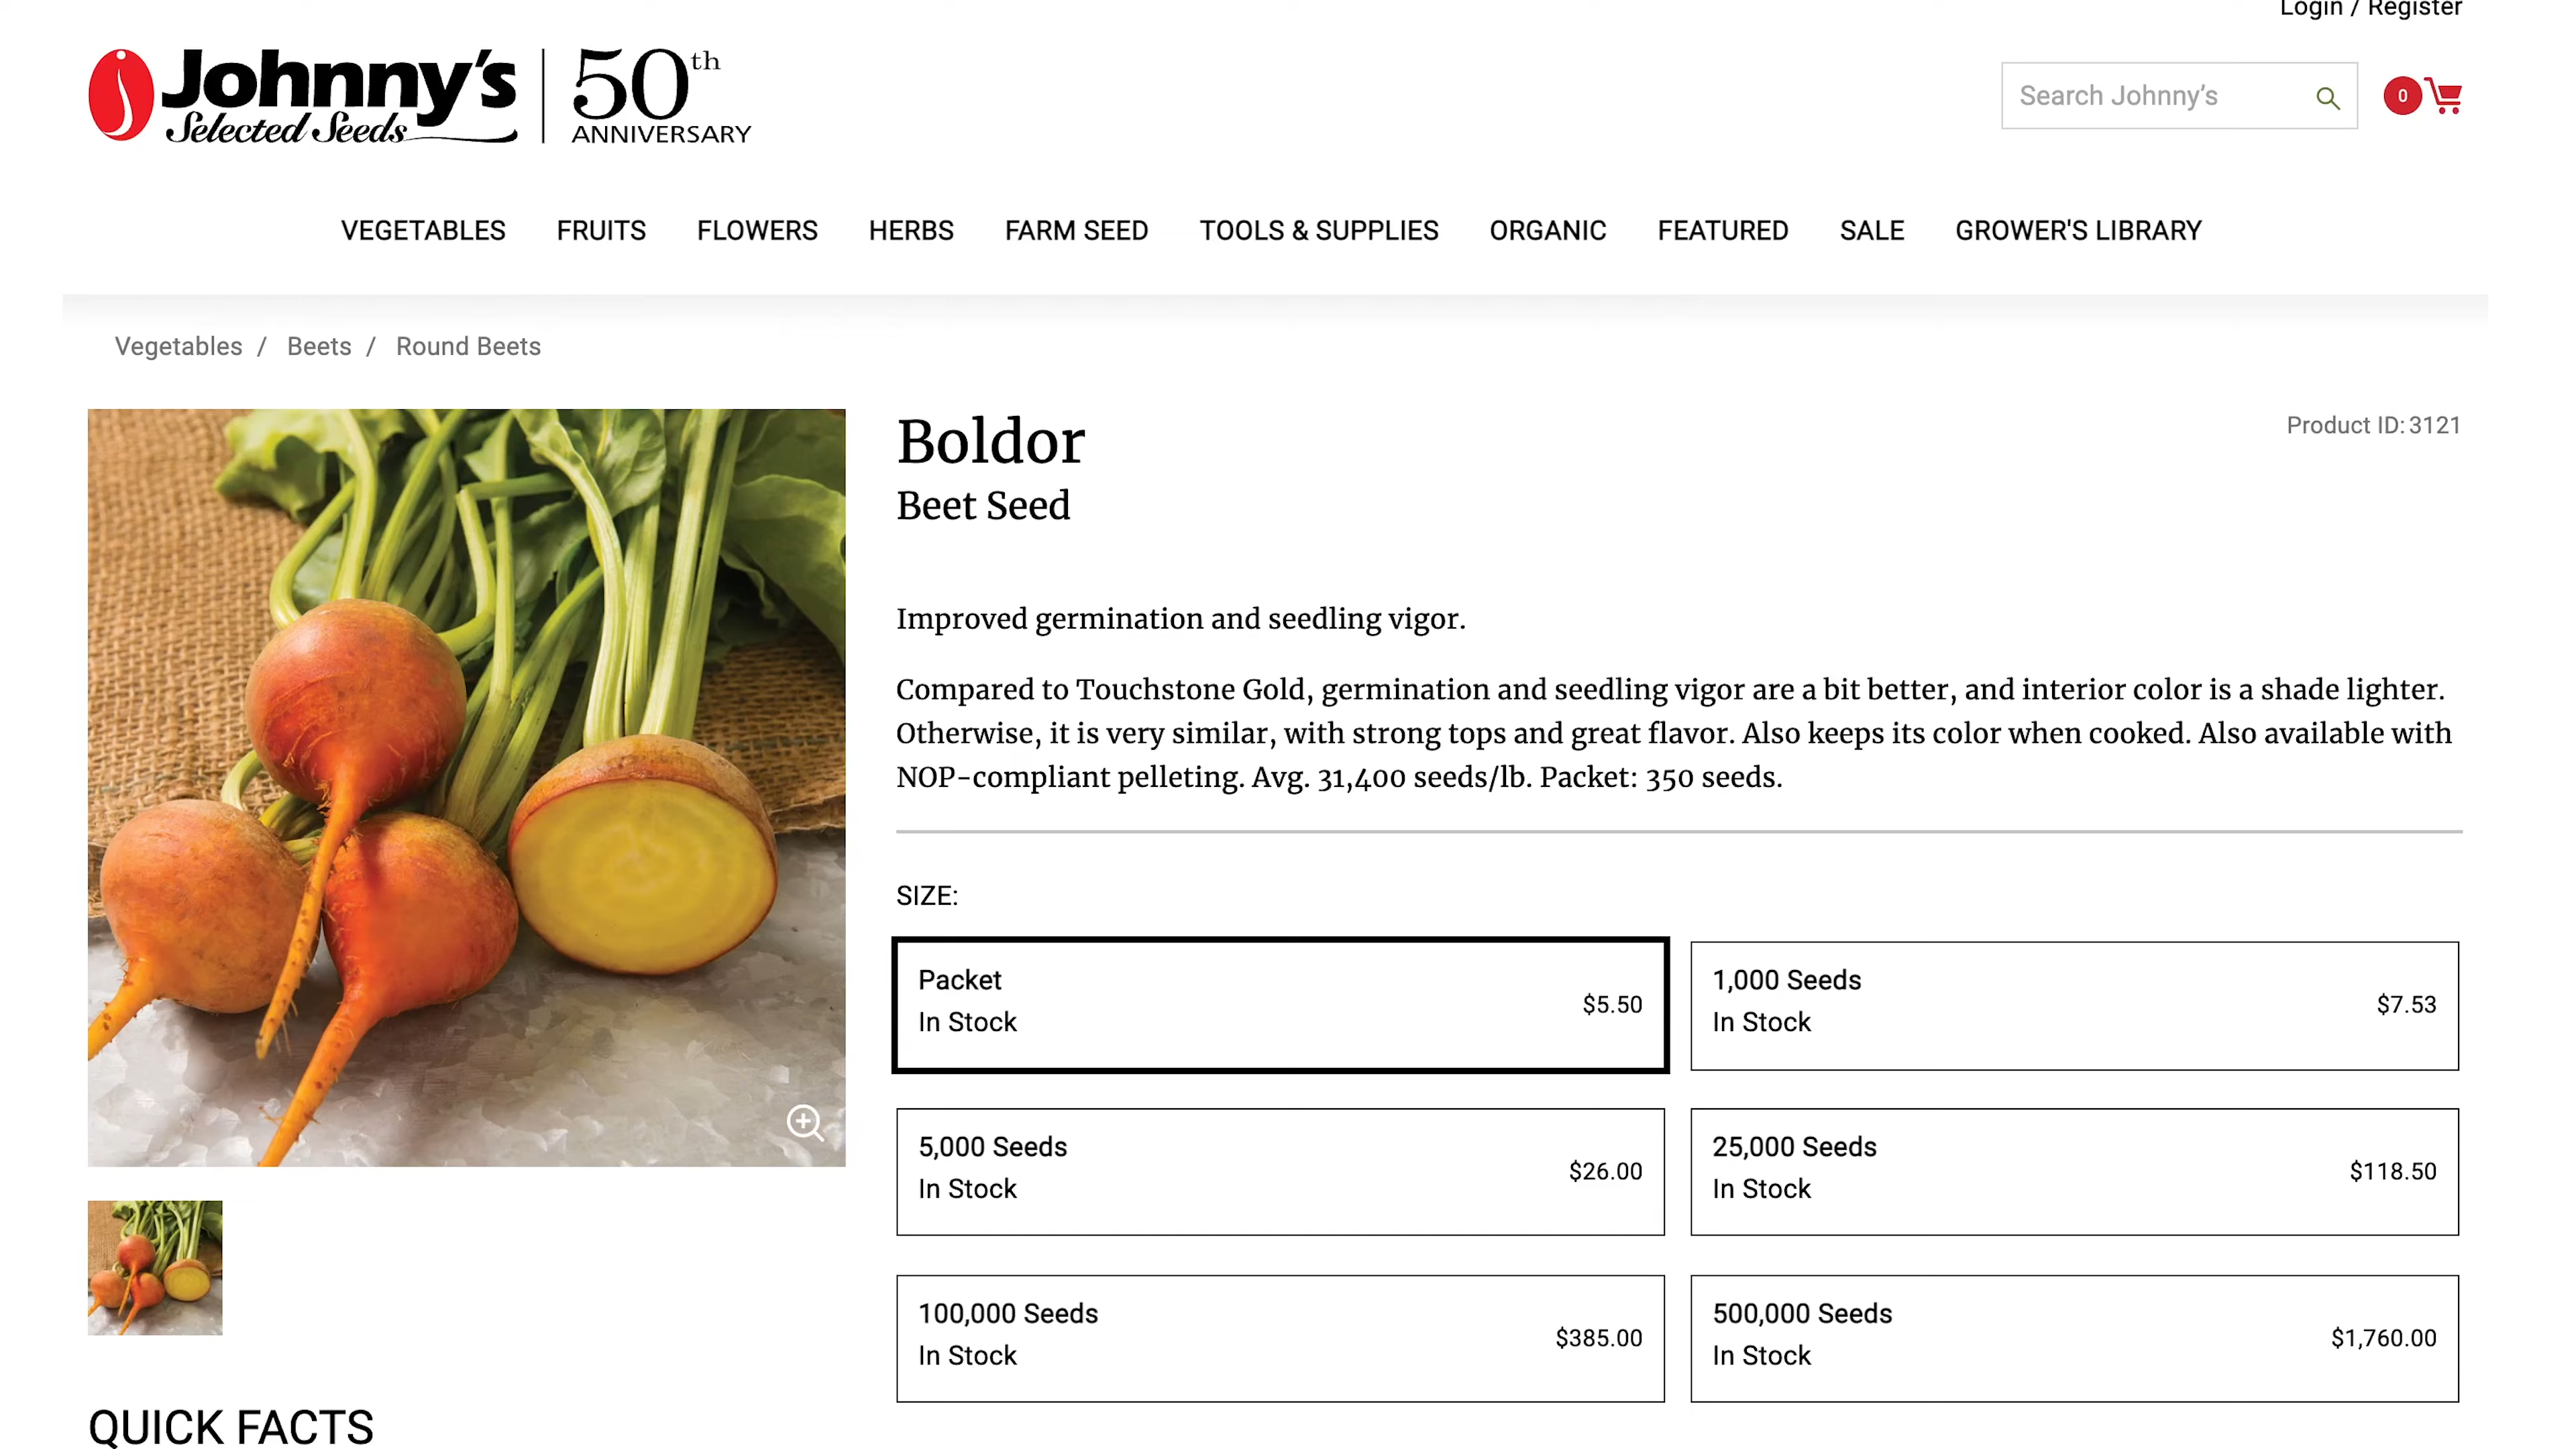 Login / Register
Johnny's
Selected Seeds
50th
ANNIVERSARY
Search Johnny's
0
VEGETABLES FRUITS FLOWERS HERBS FARM SEED TOOLS & SUPPLIES ORGANIC FEATURED SALE GROWER'S LIBRARY
Vegetables / Beets / Round Beets
Boldor
Product ID: 3121
Beet Seed
Improved germination and seedling vigor.
Compared to Touchstone Gold, germination and seedling vigor are a bit better, and interior color is a shade lighter.
Otherwise, it is very similar, with strong tops and great flavor. Also keeps its color when cooked. Also available with
NOP-compliant pelleting. Avg. 31,400 seeds/lb. Packet: 350 seeds.
SIZE:
Packet
In Stock
$5.50
1,000 Seeds
In Stock
$7.53
5,000 Seeds
In Stock
$26.00
25,000 Seeds
In Stock
$118.50
100,000 Seeds
In Stock
$385.00
500,000 Seeds
In Stock
$1,760.00
QUICK FACTS